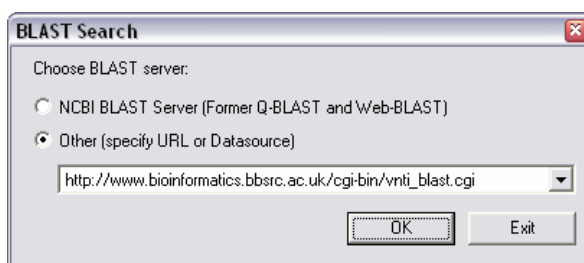 BLAST Search
Choose BLAST server:
NCBI BLAST Server (Former Q-BLAST and Web-BLAST)
Other (specify URL or Datasource)
http://www.bioinformatics.bbsrc.ac.uk/cgi-bin/vnti_blast.cgi
OK Exit